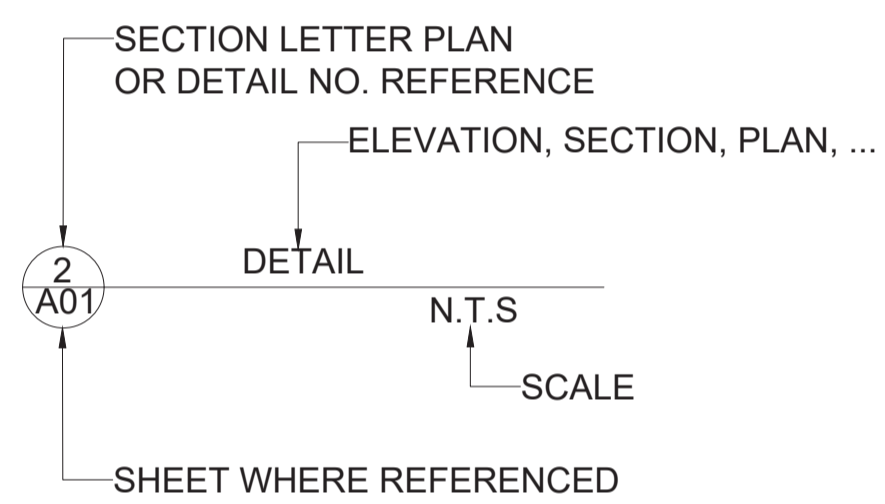 SECTION LETTER PLAN
OR DETAIL NO. REFERENCE
ELEVATION, SECTION, PLAN, ...
2
DETAIL
A01
N.T.S
SCALE
SHEET WHERE REFERENCED